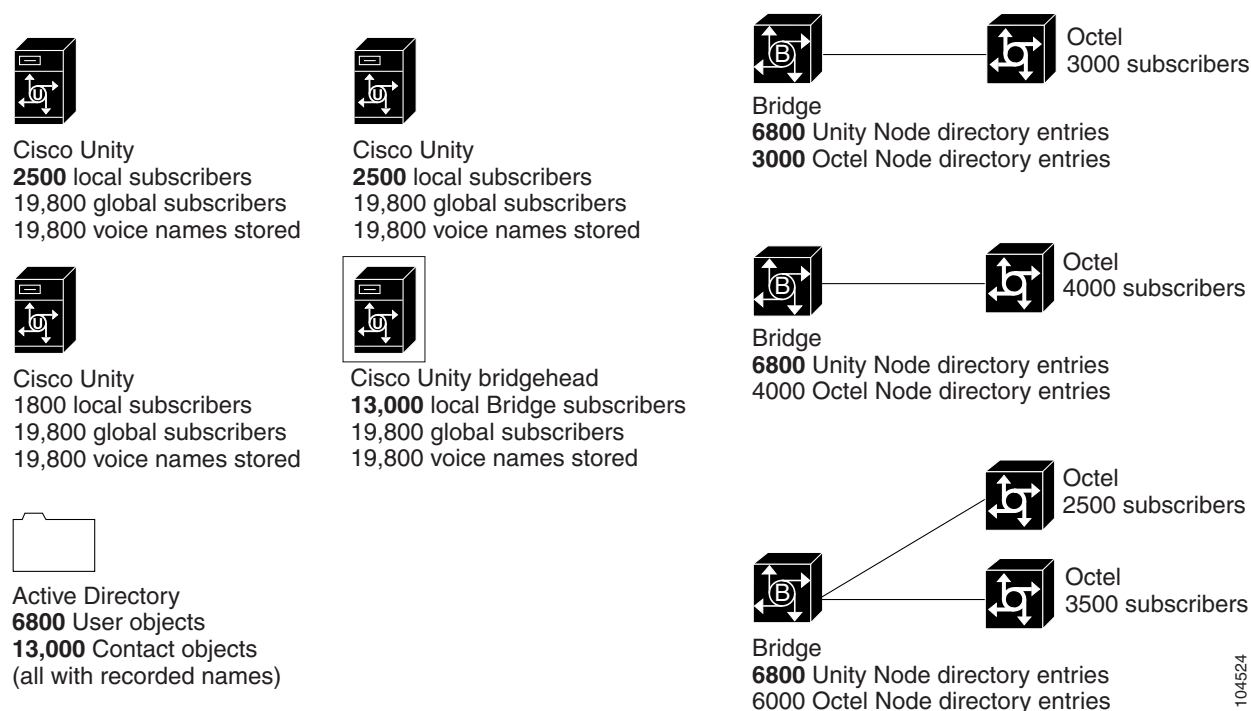 Cisco Unity
2500 local subscribers
19,800 global subscribers
19,800 voice names stored
Cisco Unity
2500 local subscribers
19,800 global subscribers
19,800 voice names stored
Cisco Unity
1800 local subscribers
19,800 global subscribers
19,800 voice names stored
Cisco Unity bridgehead
13,000 local Bridge subscribers
19,800 global subscribers
19,800 voice names stored
Active Directory
6800 User objects
13,000 Contact objects
(all with recorded names)
Octel
3000 subscribers
Bridge
6800 Unity Node directory entries
3000 Octel Node directory entries
Octel
4000 subscribers
Bridge
6800 Unity Node directory entries
4000 Octel Node directory entries
Octel
2500 subscribers
Octel
3500 subscribers
Bridge
6800 Unity Node directory entries
6000 Octel Node directory entries
104524
U
U
U
U
B
B
B